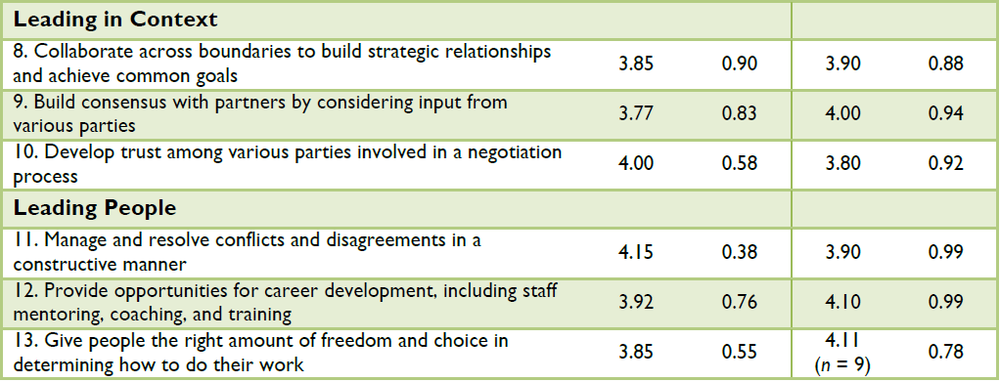 Leading in Context
8. Collaborate across boundaries to build strategic relationships
and achieve common goals
3.85 0.90 3.90 0.88
9. Build consensus with partners by considering input from
various parties
3.77 0.83 4.00 0.94
10. Develop trust among various parties involved in a negotiation
process
4.00 0.58 3.80 0.92
Leading People
11. Manage and resolve conflicts and disagreements in a
constructive manner
4.15 0.38 3.90 0.99
12. Provide opportunities for career development, including staff
mentoring, coaching, and training
3.92 0.76 4.10 0.99
13. Give people the right amount of freedom and choice in
determining how to do their work
3.85 0.55 4.11 0.78
(n = 9)